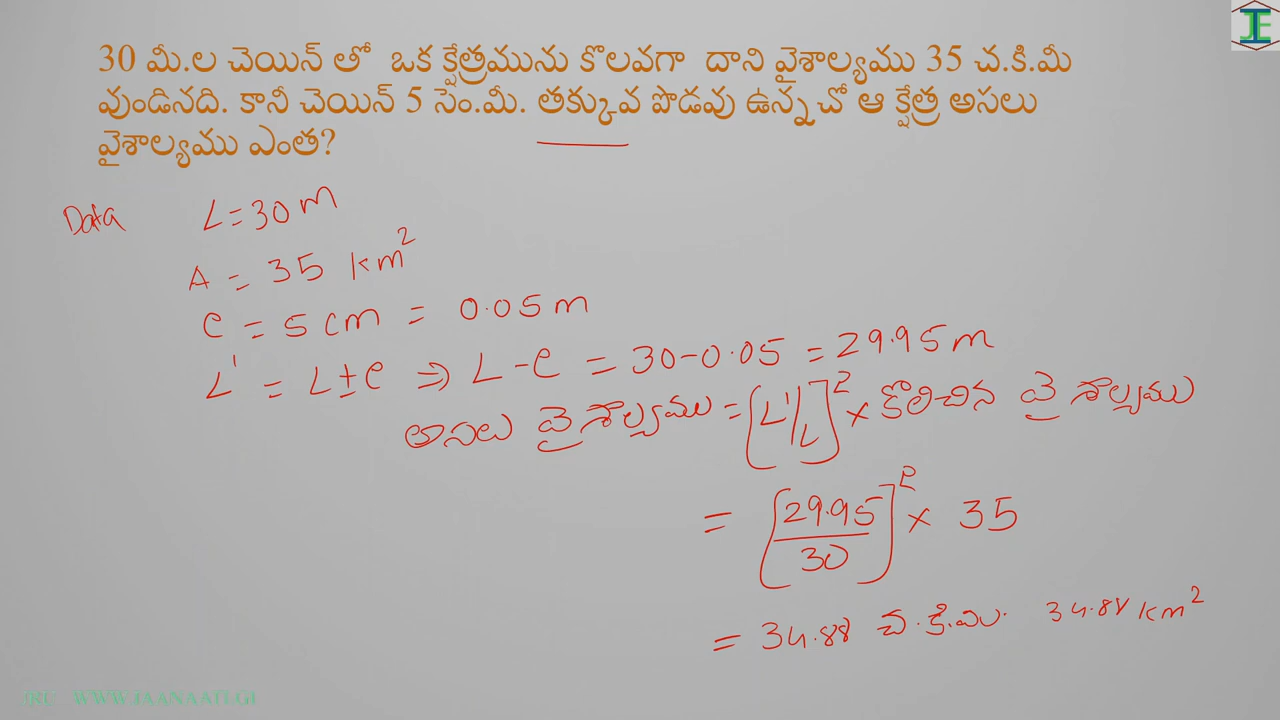 30 మీ.ల చెయిన్ తో ఒక క్షేత్రమును కొలవగా దాని వైశాల్యము 35 చ.కి.మీ
వుండినది. కానీ చెయిన్ 5 సెం.మీ. తక్కువ పొడవు ఉన్న చో ఆ క్షేత్ర అసలు
వైశాల్యము ఎంత?
Data L = 30 m
A = 35 km²
e = 5 cm = 0.05 m
L' = L ± e ⇒ L - e = 30 - 0.05 = 29.95 m
అసలు వైశాల్యము = [L'/L]² × కొలిచిన వైశాల్యము
= [29.95/30]² × 35
= 34.88 చ.కి.మి. 34.88 km²